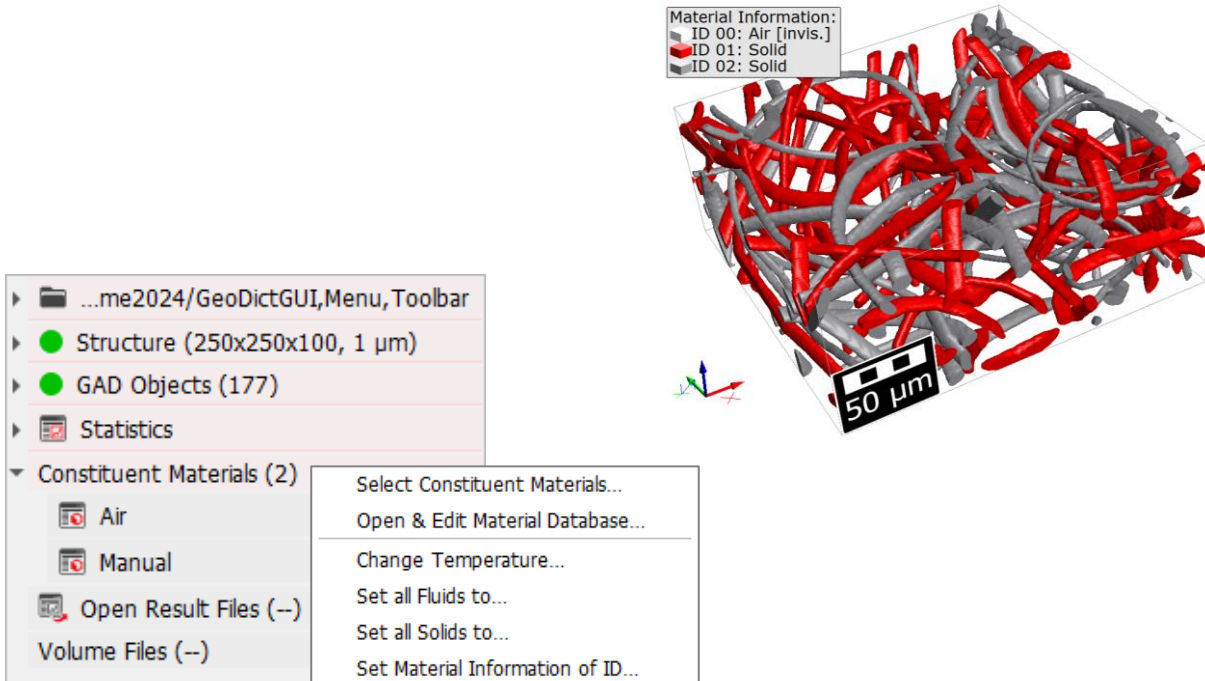 Material Information:
ID 00: Air [invis.]
ID 01: Solid
ID 02: Solid
50 µm
X
...me2024/GeoDictGUI,Menu,Toolbar
Structure (250x250x100, 1 µm)
GAD Objects (177)
Statistics
Constituent Materials (2)
Air
Manual
Open Result Files (--)
Volume Files (--)
Select Constituent Materials...
Open & Edit Material Database...
Change Temperature...
Set all Fluids to...
Set all Solids to...
Set Material Information of ID...